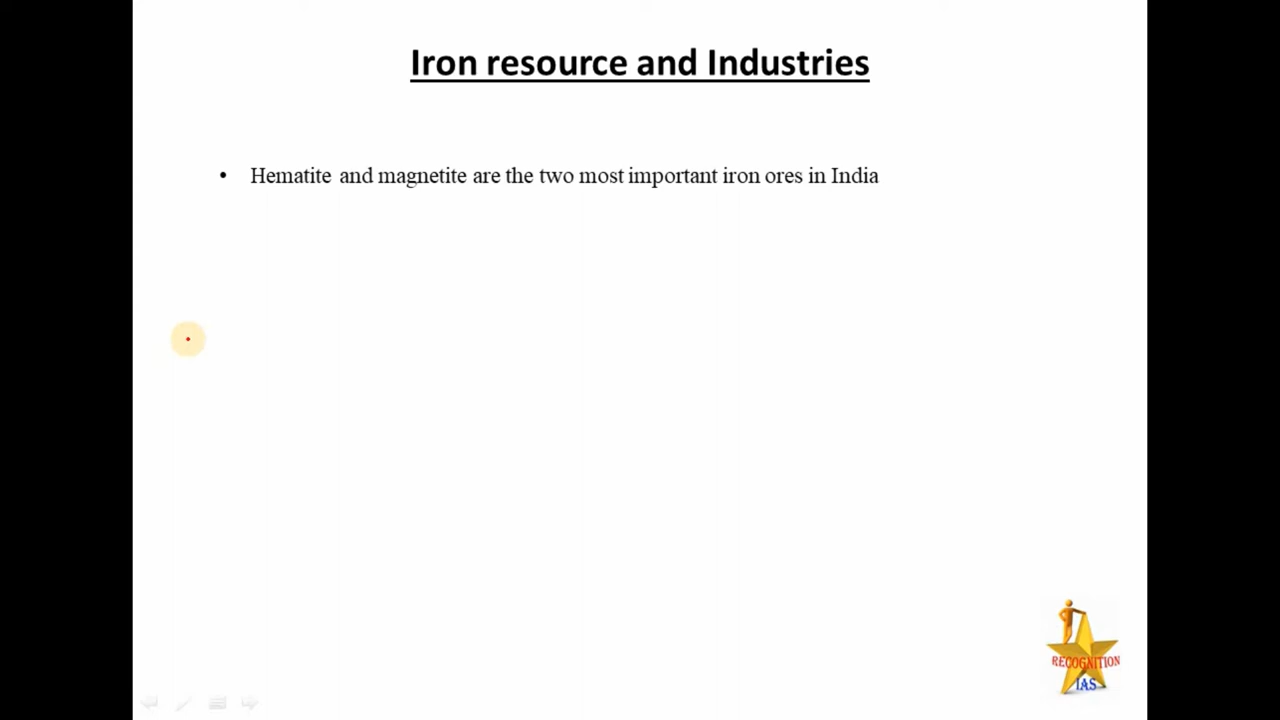 Iron resource and Industries
• Hematite and magnetite are the two most important iron ores in India
RECOGNITION
IAS